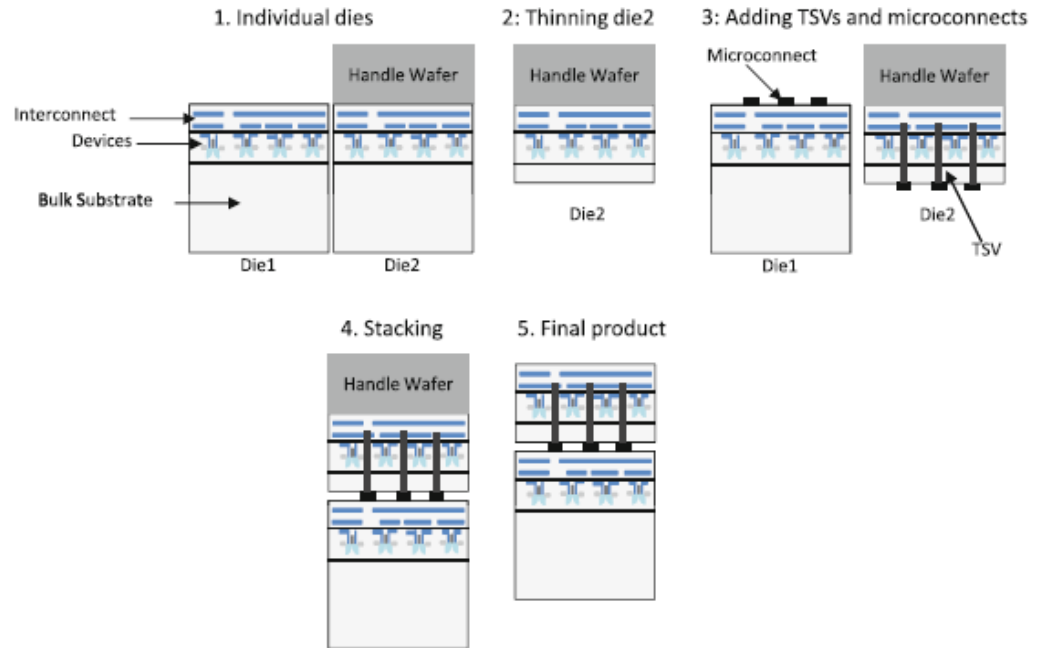 1. Individual dies
2: Thinning die2
3: Adding TSVs and microconnects
Microconnect
Handle Wafer
Handle Wafer
Handle Wafer
Interconnect
Devices
Bulk Substrate
Die2
Die2
TSV
Die1
Die2
Die1
4. Stacking
5. Final product
Handle Wafer